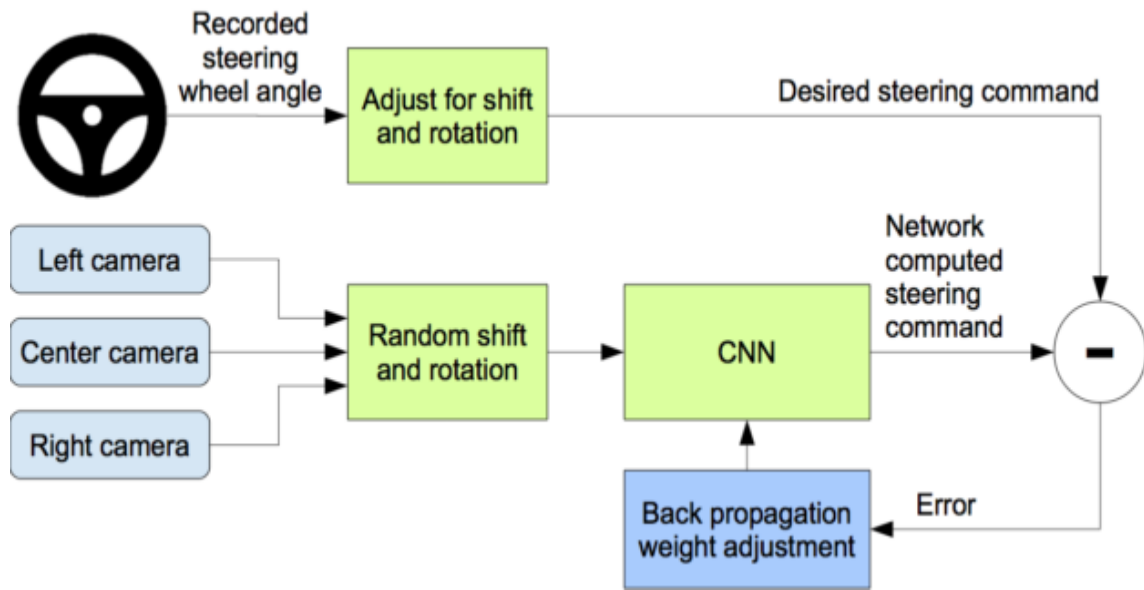 Recorded
steering
wheel angle
Adjust for shift
and rotation
Desired steering command
Left camera
Center camera
Right camera
Random shift
and rotation
CNN
Network
computed
steering
command
-
Back propagation
weight adjustment
Error